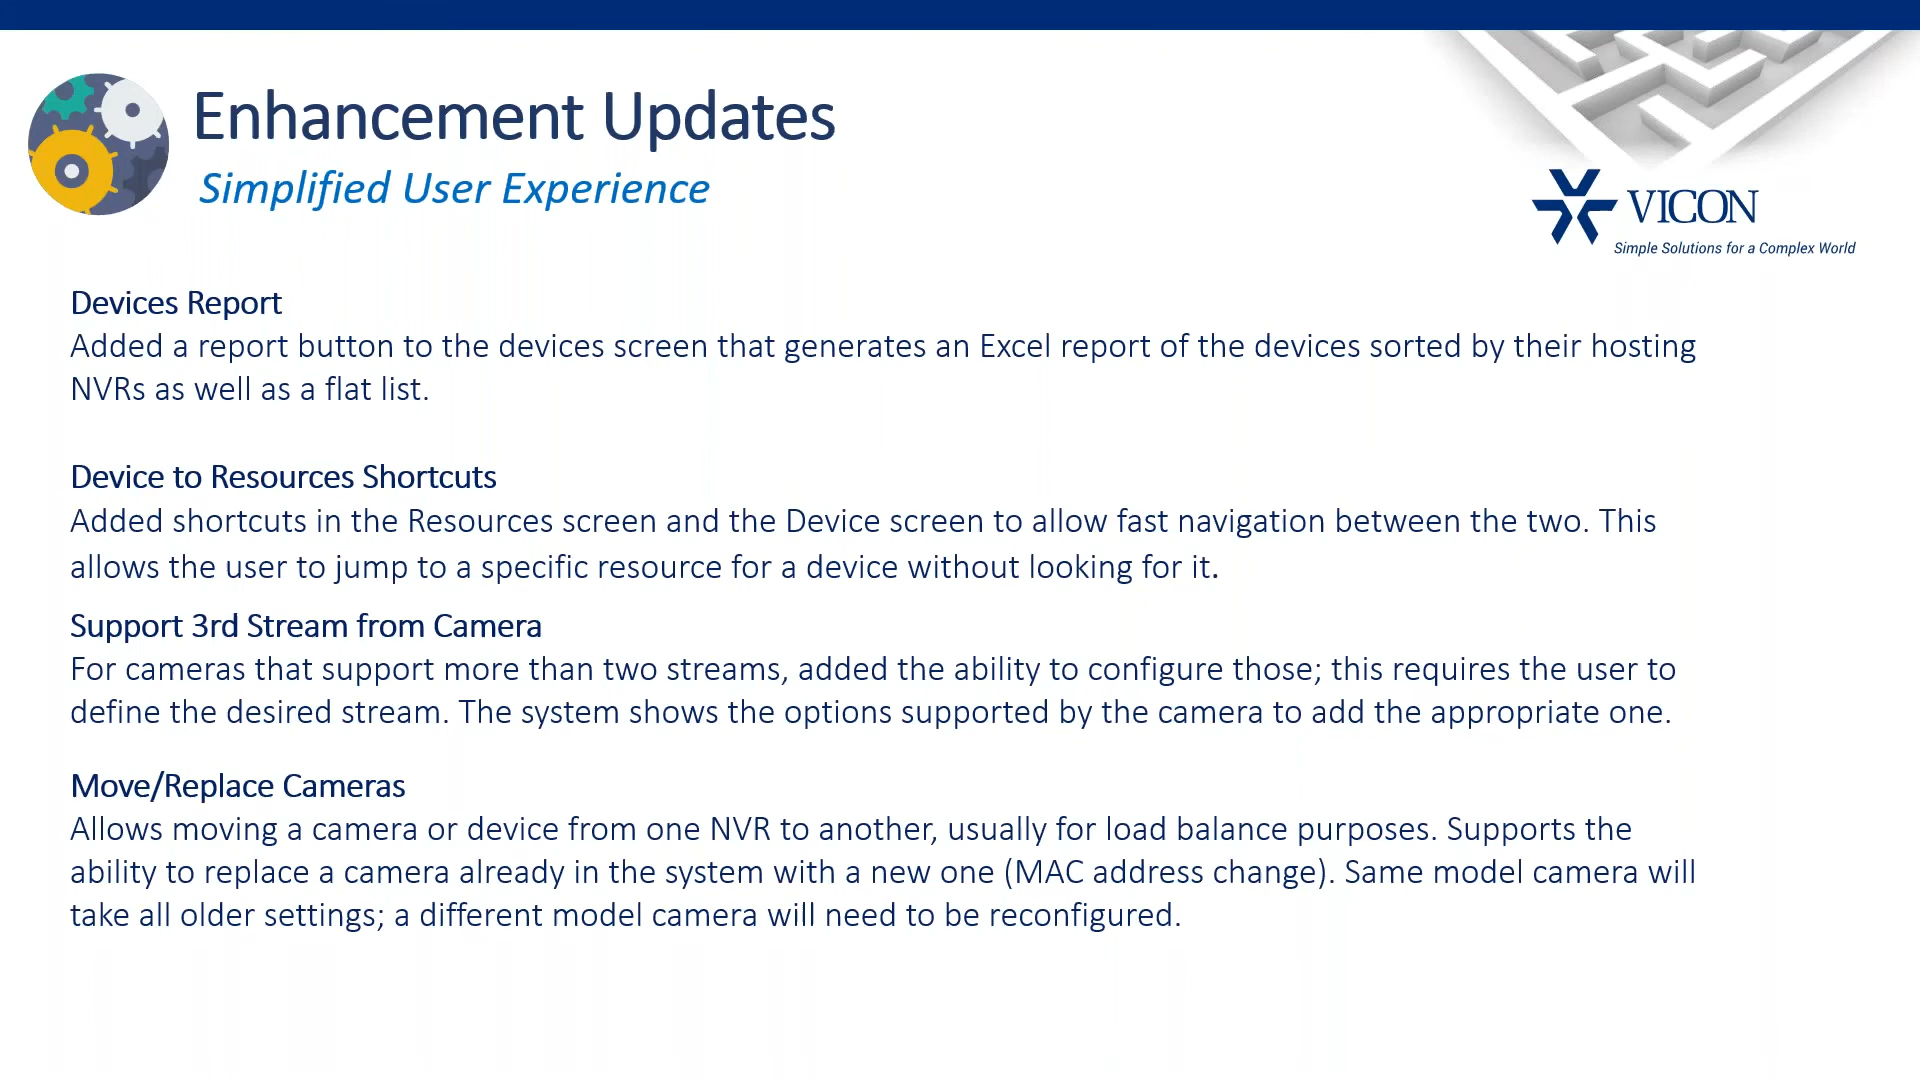 Enhancement Updates
Simplified User Experience
VICON
Simple Solutions for a Complex World
Devices Report
Added a report button to the devices screen that generates an Excel report of the devices sorted by their hosting
NVRs as well as a flat list.
Device to Resources Shortcuts
Added shortcuts in the Resources screen and the Device screen to allow fast navigation between the two. This
allows the user to jump to a specific resource for a device without looking for it.
Support 3rd Stream from Camera
For cameras that support more than two streams, added the ability to configure those; this requires the user to
define the desired stream. The system shows the options supported by the camera to add the appropriate one.
Move/Replace Cameras
Allows moving a camera or device from one NVR to another, usually for load balance purposes. Supports the
ability to replace a camera already in the system with a new one (MAC address change). Same model camera will
take all older settings; a different model camera will need to be reconfigured.